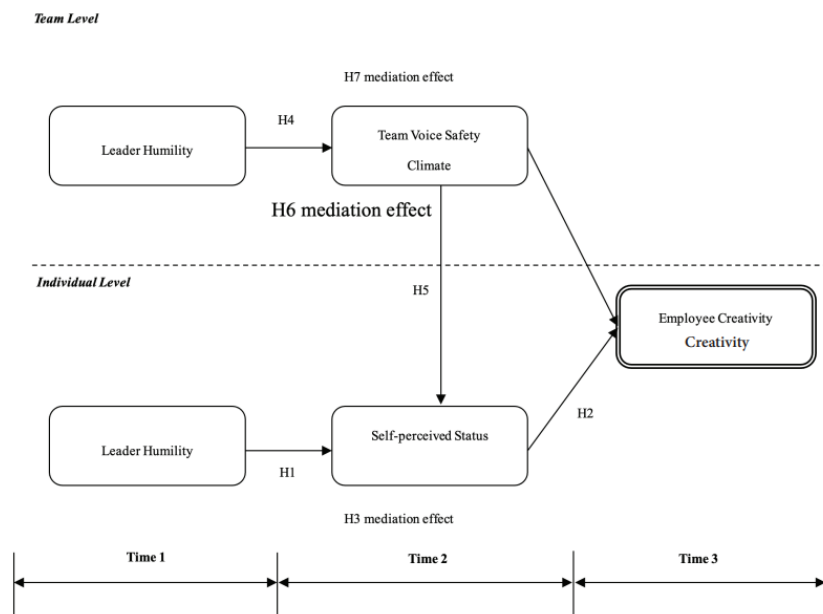 Team Level
H7 mediation effect
H4
Leader Humility
Team Voice Safety
Climate
H6 mediation effect
Individual Level
H5
Employee Creativity
Creativity
Leader Humility
H1
Self-perceived Status
H2
H3 mediation effect
Time 1
Time 2
Time 3